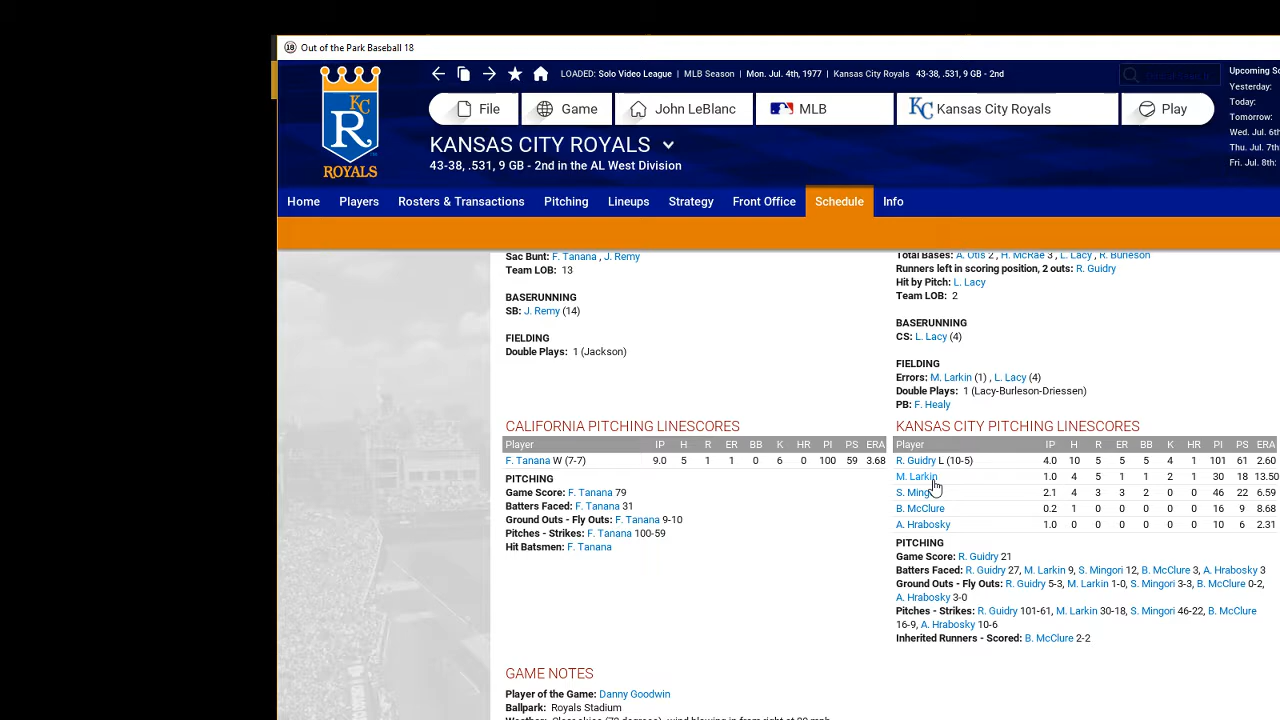 18 Out of the Park Baseball 18
LOADED: Solo Video League | MLB Season | Mon. Jul. 4th, 1977 | Kansas City Royals 43-38, .531, 9 GB - 2nd
Upcoming Sc
Yesterday:
Today:
Tomorrow:
Wed. Jul. 6th
Thu. Jul. 7th:
Fri. Jul. 8th:
KC
R
ROYALS
File Game John LeBlanc MLB KC Kansas City Royals Play
KANSAS CITY ROYALS
43-38, .531, 9 GB - 2nd in the AL West Division
Home Players Rosters & Transactions Pitching Lineups Strategy Front Office Schedule Info
Sac Bunt: F. Tanana , J. Remy
Team LOB: 13
BASERUNNING
SB: J. Remy (14)
FIELDING
Double Plays: 1 (Jackson)
Total Bases: A. Otis 2 , H. McRae 3 , L. Lacy , R. Burleson
Runners left in scoring position, 2 outs: R. Guidry
Hit by Pitch: L. Lacy
Team LOB: 2
BASERUNNING
CS: L. Lacy (4)
FIELDING
Errors: M. Larkin (1) , L. Lacy (4)
Double Plays: 1 (Lacy-Burleson-Driessen)
PB: F. Healy
CALIFORNIA PITCHING LINESCORES
Player IP H R ER BB K HR PI PS ERA
F. Tanana W (7-7) 9.0 5 1 1 0 6 0 100 59 3.68
PITCHING
Game Score: F. Tanana 79
Batters Faced: F. Tanana 31
Ground Outs - Fly Outs: F. Tanana 9-10
Pitches - Strikes: F. Tanana 100-59
Hit Batsmen: F. Tanana
KANSAS CITY PITCHING LINESCORES
Player IP H R ER BB K HR PI PS ERA
R. Guidry L (10-5) 4.0 10 5 5 5 4 1 101 61 2.60
M. Larkin 1.0 4 5 1 1 2 1 30 18 13.50
S. Ming 2.1 4 3 3 2 0 0 46 22 6.59
B. McClure 0.2 1 0 0 0 0 0 16 9 8.68
A. Hrabosky 1.0 0 0 0 0 0 0 10 6 2.31
PITCHING
Game Score: R. Guidry 21
Batters Faced: R. Guidry 27, M. Larkin 9, S. Mingori 12, B. McClure 3, A. Hrabosky 3
Ground Outs - Fly Outs: R. Guidry 5-3, M. Larkin 1-0, S. Mingori 3-3, B. McClure 0-2,
A. Hrabosky 3-0
Pitches - Strikes: R. Guidry 101-61, M. Larkin 30-18, S. Mingori 46-22, B. McClure
16-9, A. Hrabosky 10-6
Inherited Runners - Scored: B. McClure 2-2
GAME NOTES
Player of the Game: Danny Goodwin
Ballpark: Royals Stadium